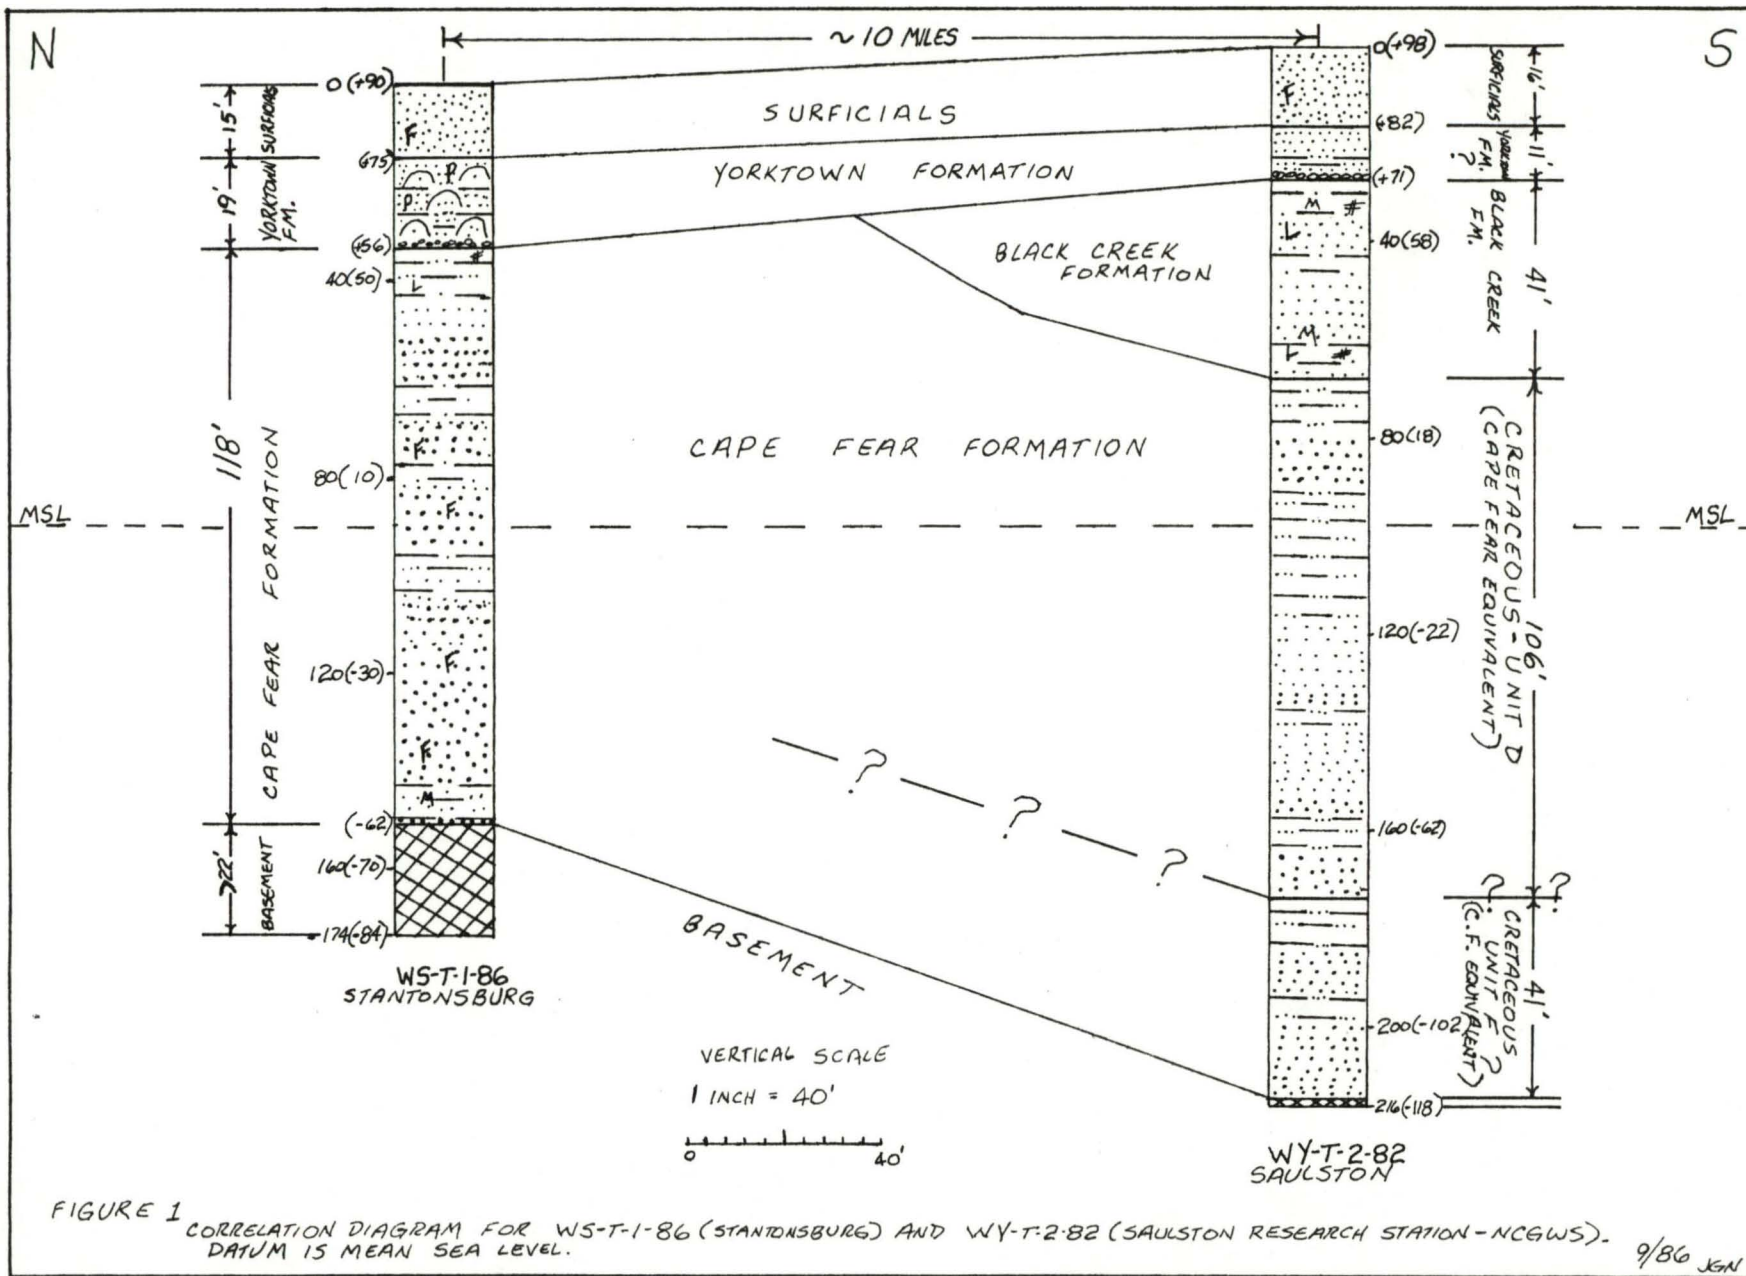 N
~ 10 MILES
S
0 (+90)
15'
SURFICIALS
(+75)
19'
YORKTOWN
FM.
(+56)
40(50)
118'
CAPE FEAR FORMATION
80(10)
MSL
120(-30)
(-62)
>22'
BASEMENT
160(-70)
174(-84)
F
P
P
#
L
F
F
F
F
M
WS-T-1-86
STANTONSBURG
SURFICIALS
YORKTOWN FORMATION
BLACK CREEK
FORMATION
CAPE FEAR FORMATION
?
?
?
BASEMENT
VERTICAL SCALE
1 INCH = 40'
0 40'
F
M #
L
M
L #
0(+98)
(+82)
(+71)
40(58)
80(18)
MSL
120(-22)
160(-62)
200(-102)
216(-118)
SURFICIALS
16'
YORKTOWN
FM.
?
11'
BLACK CREEK
FM.
41'
CRETACEOUS - UNIT D
(CAPE FEAR EQUIVALENT)
106'
? ?
CRETACEOUS
UNIT F ?
(C.F. EQUIVALENT)
41'
WY-T-2-82
SAULSTON
FIGURE 1
CORRELATION DIAGRAM FOR WS-T-1-86 (STANTONSBURG) AND WY-T-2-82 (SAULSTON RESEARCH STATION-NCGWS).
DATUM IS MEAN SEA LEVEL.
9/86 JGN